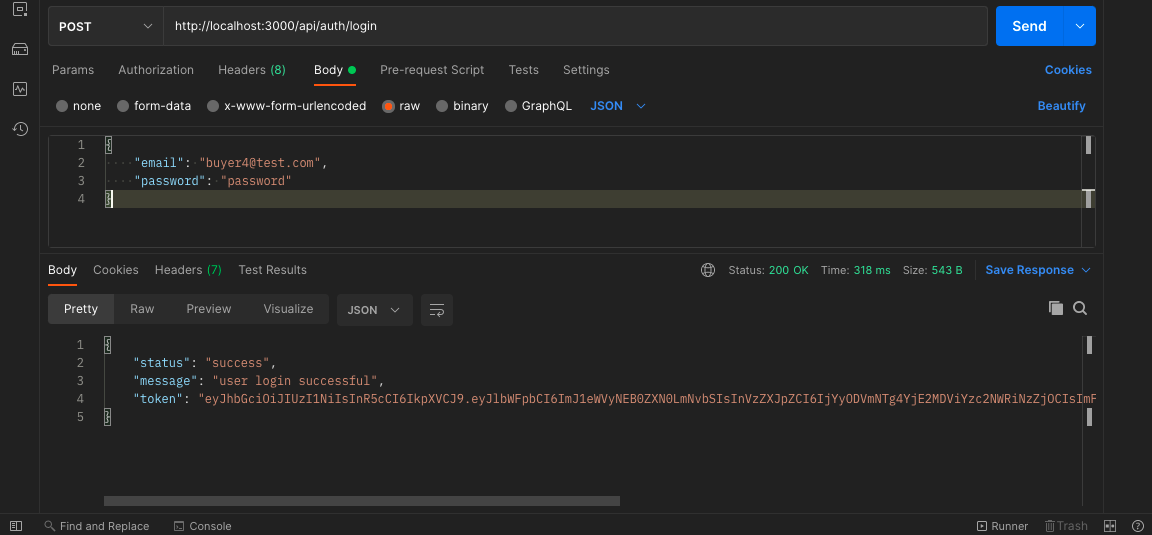 POST http://localhost:3000/api/auth/login Send
Params Authorization Headers (8) Body Pre-request Script Tests Settings Cookies
none form-data x-www-form-urlencoded raw binary GraphQL JSON Beautify
1 {
2 "email": "buyer4@test.com",
3 "password": "password"
4 }
Body Cookies Headers (7) Test Results Status: 200 OK Time: 318 ms Size: 543 B Save Response
Pretty Raw Preview Visualize JSON
1 {
2 "status": "success",
3 "message": "user login successful",
4 "token": "eyJhbGciOiJIUzI1NiIsInR5cCI6IkpXVCJ9.eyJlbWFpbCI6ImJ1eWVyNEB0ZXN0LmNvbSIsInVzZXJpZCI6IjYyODVmNTg4YjE2MDViYzc2NWRiNzZjOCIsImF
5 }
Find and Replace Console Runner Trash